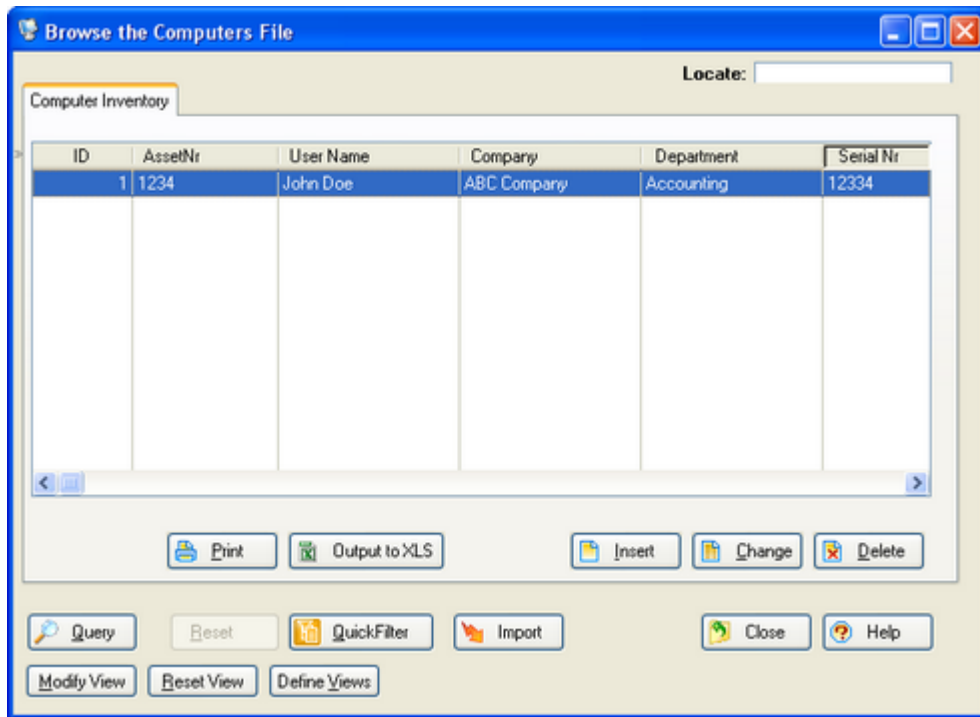 Browse the Computers File
Locate:
Computer Inventory
ID AssetNr User Name Company Department Serial Nr
1 1234 John Doe ABC Company Accounting 12334
Print Output to XLS Insert Change Delete
Query Reset QuickFilter Import Close Help
Modify View Reset View Define Views